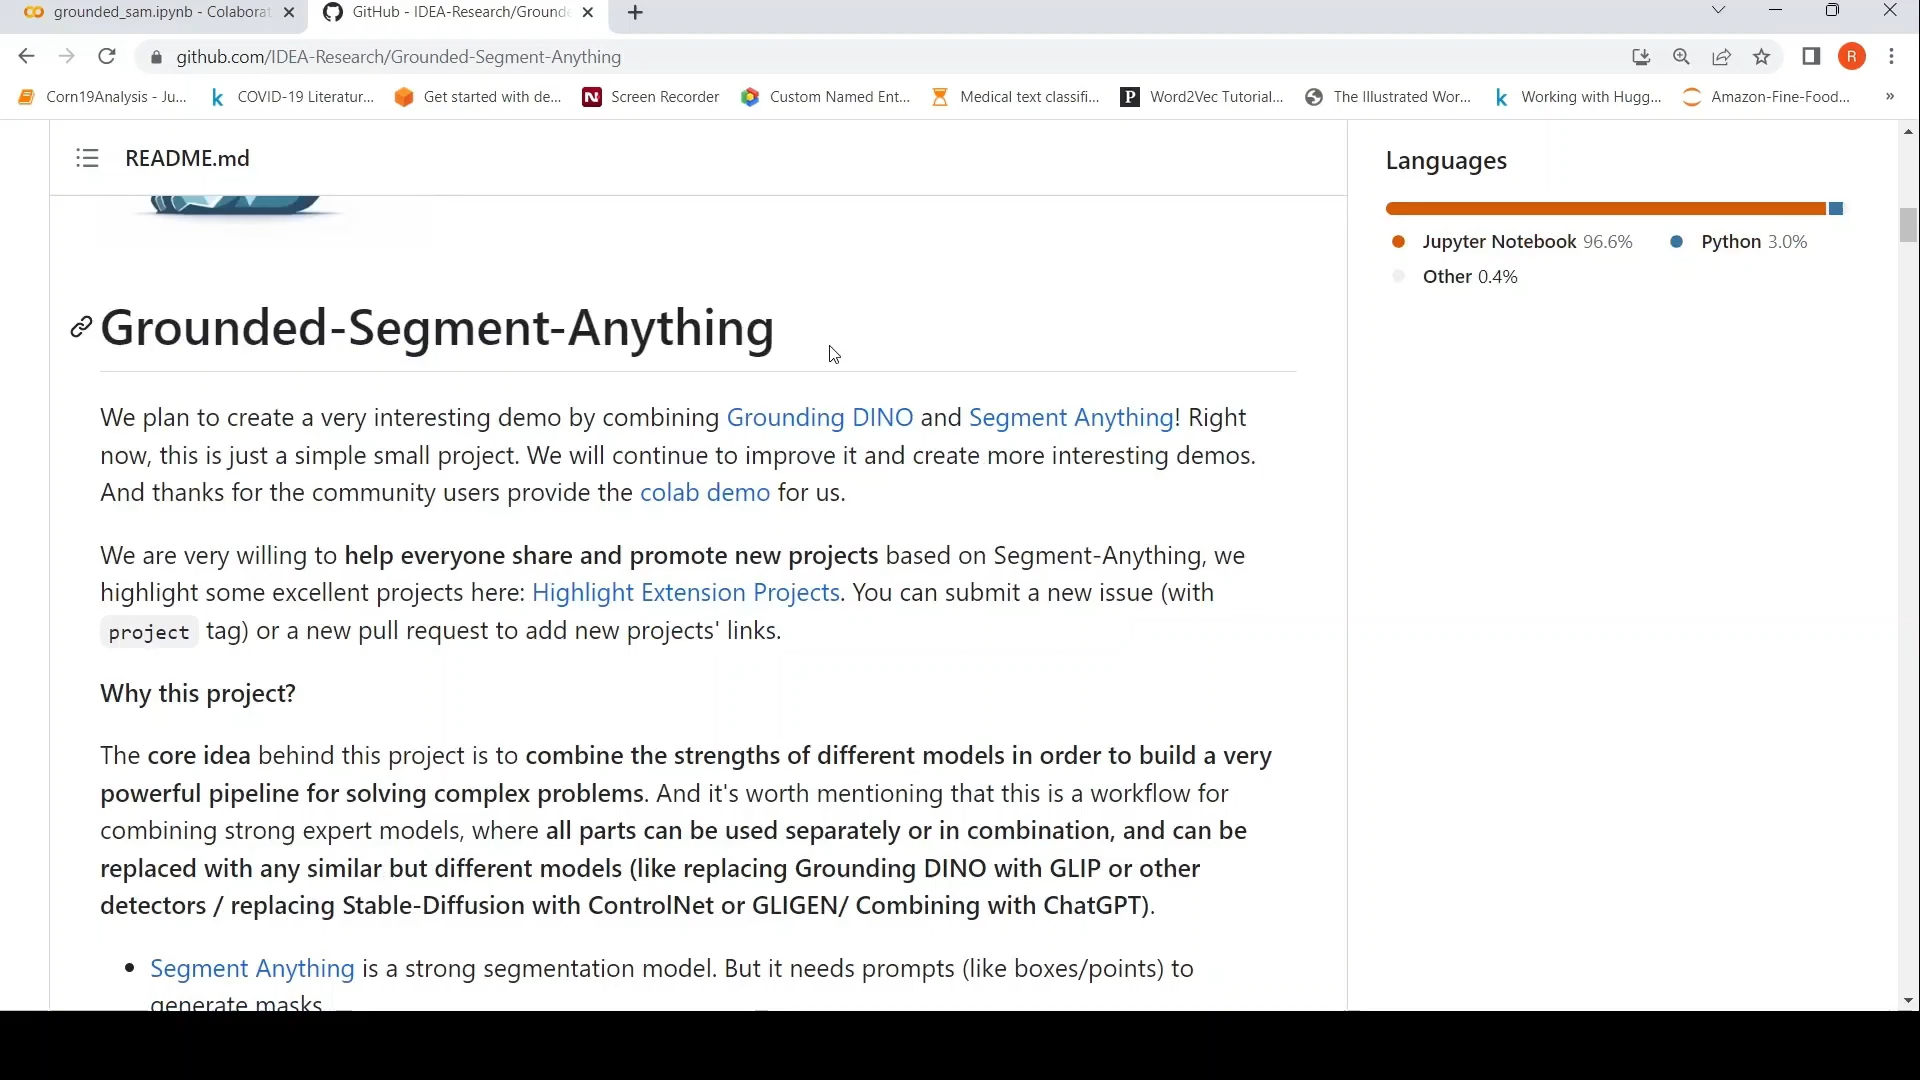 grounded_sam.ipynb - Colaborat
GitHub - IDEA-Research/Grounde
github.com/IDEA-Research/Grounded-Segment-Anything
R
Corn19Analysis - Ju...
COVID-19 Literatur...
Get started with de...
Screen Recorder
Custom Named Ent...
Medical text classifi...
Word2Vec Tutorial...
The Illustrated Wor...
Working with Hugg...
Amazon-Fine-Food...
»
README.md
Grounded-Segment-Anything
We plan to create a very interesting demo by combining Grounding DINO and Segment Anything! Right
now, this is just a simple small project. We will continue to improve it and create more interesting demos.
And thanks for the community users provide the colab demo for us.
We are very willing to help everyone share and promote new projects based on Segment-Anything, we
highlight some excellent projects here: Highlight Extension Projects. You can submit a new issue (with
project tag) or a new pull request to add new projects' links.
Why this project?
The core idea behind this project is to combine the strengths of different models in order to build a very
powerful pipeline for solving complex problems. And it's worth mentioning that this is a workflow for
combining strong expert models, where all parts can be used separately or in combination, and can be
replaced with any similar but different models (like replacing Grounding DINO with GLIP or other
detectors / replacing Stable-Diffusion with ControlNet or GLIGEN/ Combining with ChatGPT).
• Segment Anything is a strong segmentation model. But it needs prompts (like boxes/points) to
generate masks
Languages
Jupyter Notebook 96.6%
Python 3.0%
Other 0.4%